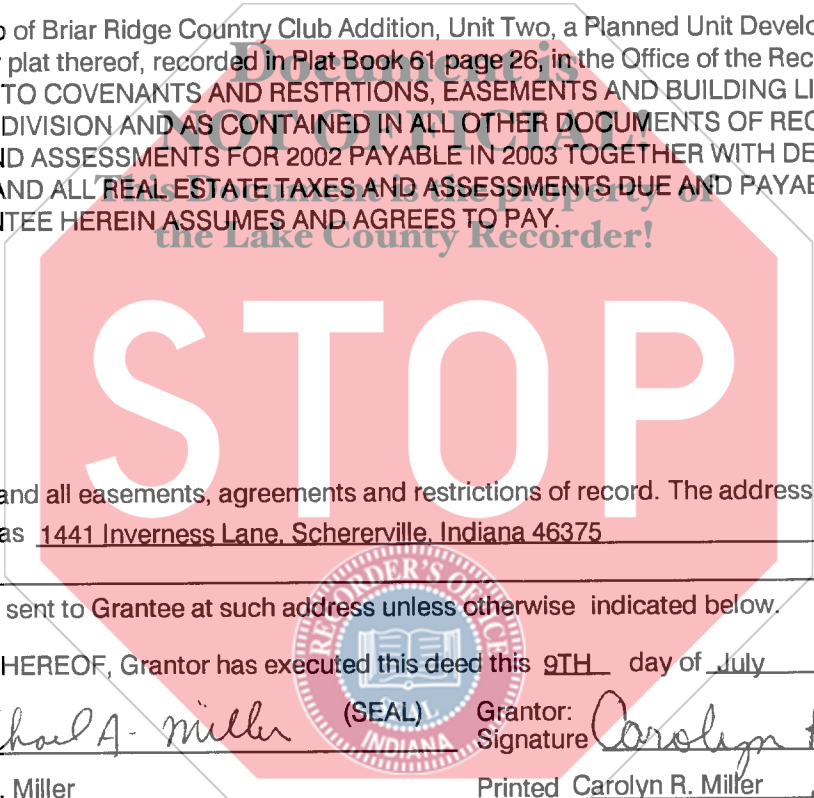 of Briar Ridge Country Club Addition, Unit Two, a Planned Unit Develo
plat thereof, recorded in Plat Book 61 page 26, in the Office of the Rec
Document is
TO COVENANTS AND RESTRTIONS, EASEMENTS AND BUILDING LI
DIVISION AND AS CONTAINED IN ALL OTHER DOCUMENTS OF REC
NOT OFFICIAL!
ND ASSESSMENTS FOR 2002 PAYABLE IN 2003 TOGETHER WITH DE
AND ALL REAL ESTATE TAXES AND ASSESSMENTS DUE AND PAYAB
This Document is the property of
NTEE HEREIN ASSUMES AND AGREES TO PAY.
the Lake County Recorder!
STOP
and all easements, agreements and restrictions of record. The address
as 1441 Inverness Lane, Schererville, Indiana 46375
RECORDER'S OFFICE
sent to Grantee at such address unless otherwise indicated below.
HEREOF, Grantor has executed this deed this 9TH day of July
SEAL
hael A. Miller (SEAL) Grantor:
Signature Carolyn
INDIANA
. Miller Printed Carolyn R. Miller